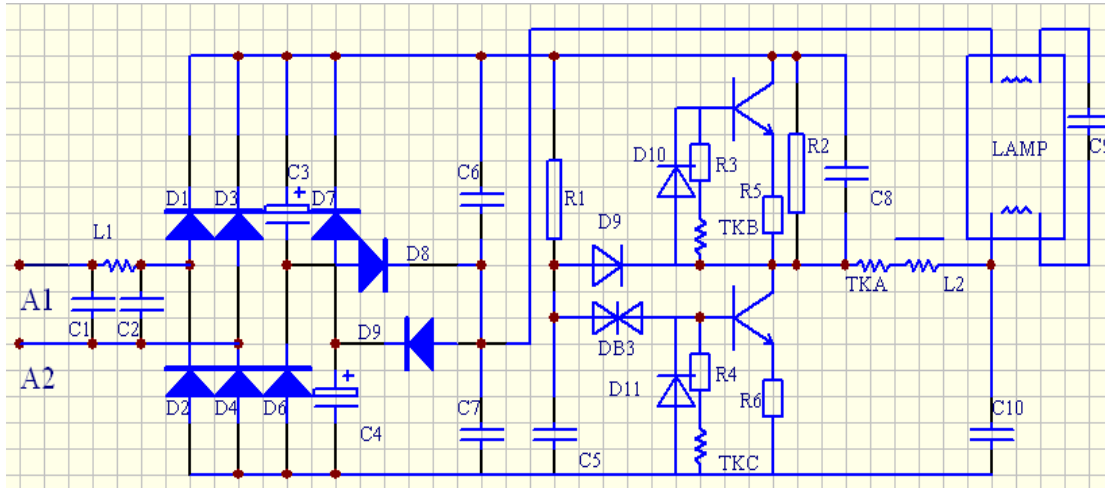 C3
+
D1
D3
D7
C6
R1
D10
R3
R2
C8
LAMP
C9
R5
TKB
D9
L1
D8
A1
TKA
L2
C1
C2
D9
DB3
A2
D11
R4
R6
+
D2
D4
D6
C4
C7
C5
TKC
C10